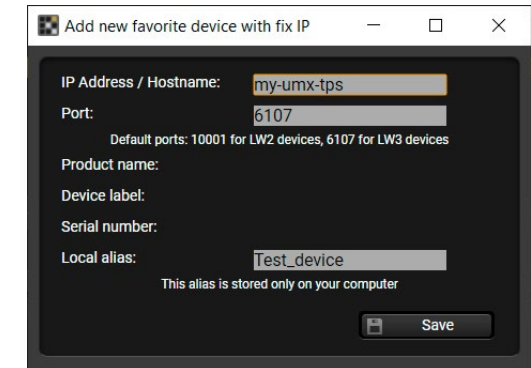 Add new favorite device with fix IP
IP Address / Hostname: my-umx-tps
Port: 6107
Default ports: 10001 for LW2 devices, 6107 for LW3 devices
Product name:
Device label:
Serial number:
Local alias: Test_device
This alias is stored only on your computer
Save